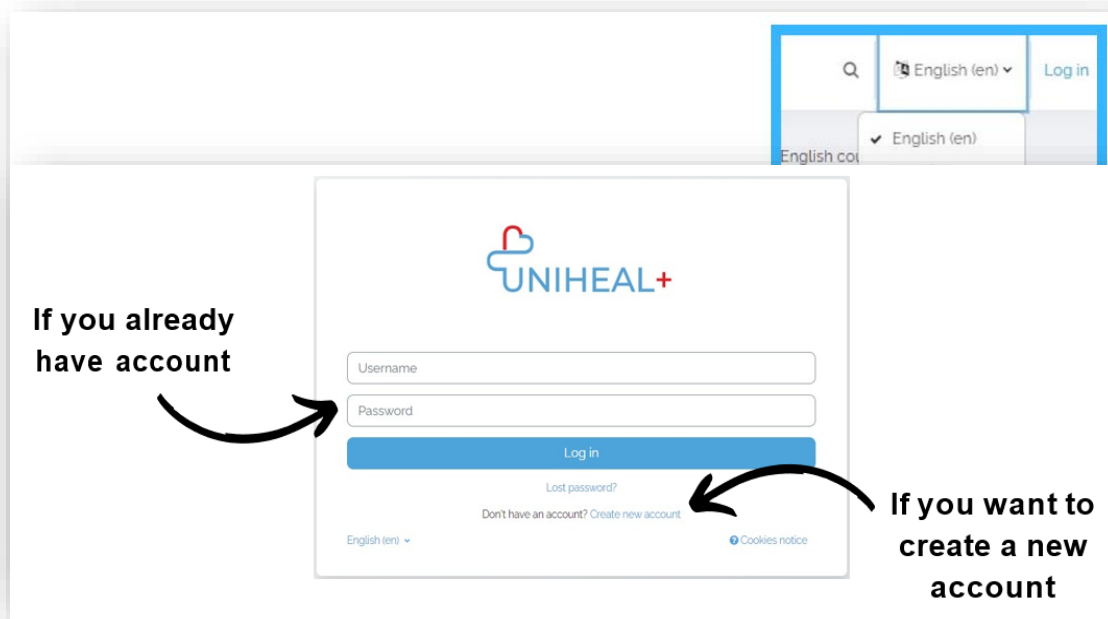 English (en)
Log in
English (en)
English cou
UNIHEAL+
If you already
have account
Username
Password
Log in
Lost password?
Don't have an account? Create new account
English (en)
Cookies notice
If you want to
create a new
account